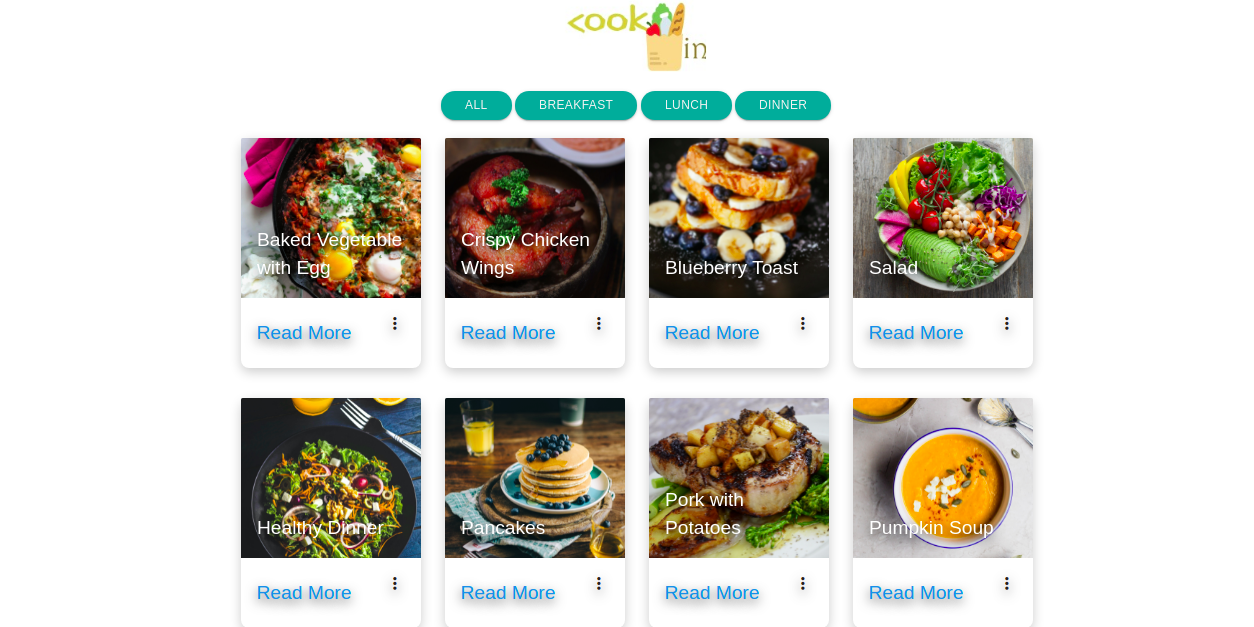 cook
in
ALL BREAKFAST LUNCH DINNER
Baked Vegetable
with Egg
Crispy Chicken
Wings
Blueberry Toast
Salad
Read More Read More Read More Read More
Healthy Dinner
Pancakes
Pork with
Potatoes
Pumpkin Soup
Read More Read More Read More Read More